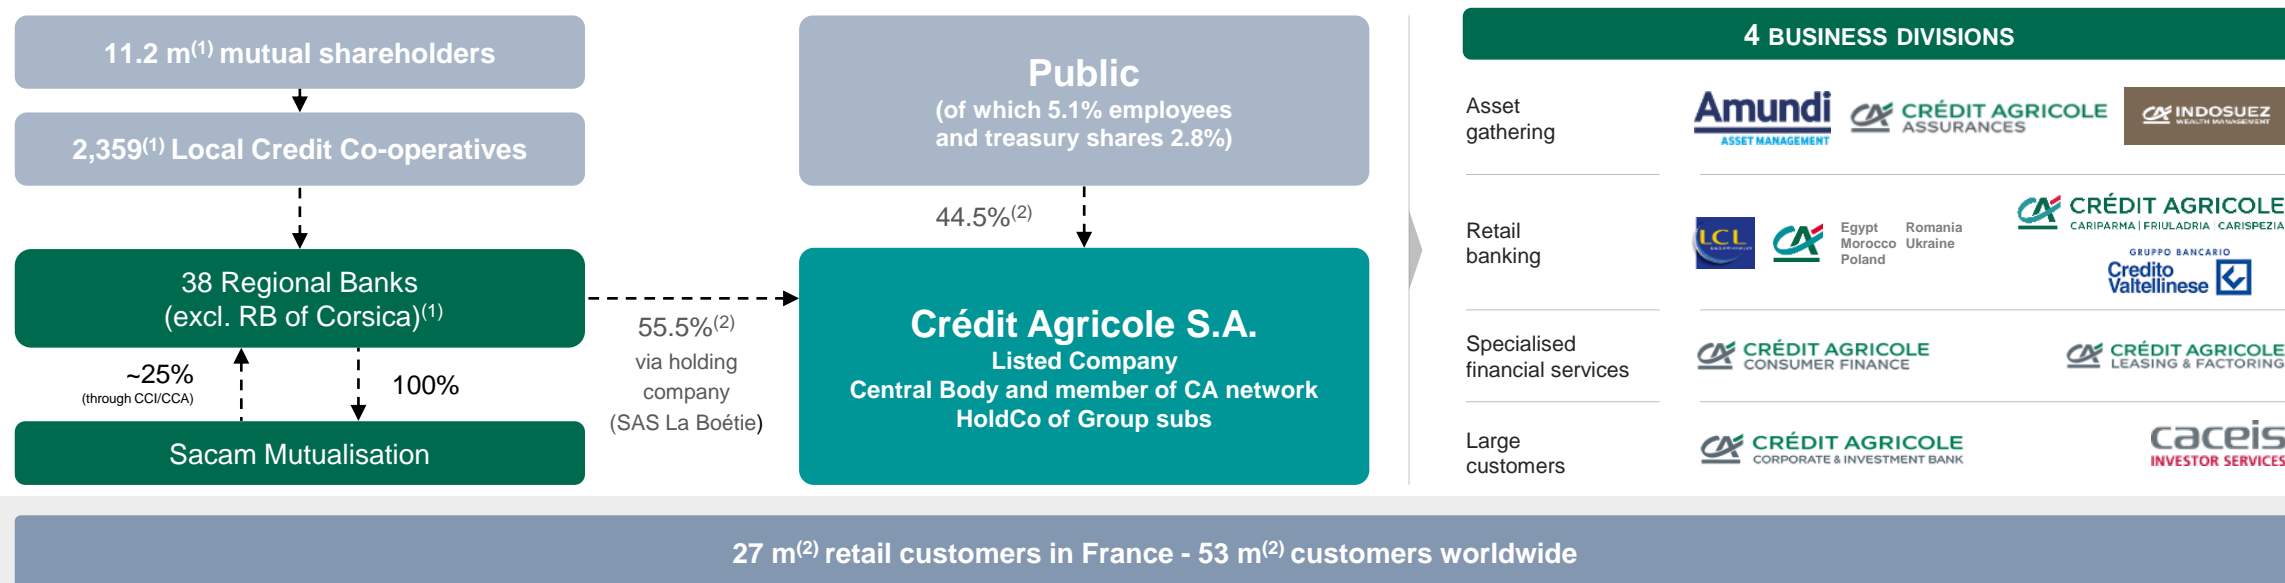 11.2 m(1) mutual shareholders
2,359(1) Local Credit Co-operatives
38 Regional Banks
(excl. RB of Corsica)(1)
~25%
(through CCI/CCA)
100%
Sacam Mutualisation
55.5%(2)
via holding
company
(SAS La Boétie)
Public
(of which 5.1% employees
and treasury shares 2.8%)
44.5%(2)
Crédit Agricole S.A.
Listed Company
Central Body and member of CA network
HoldCo of Group subs
4 BUSINESS DIVISIONS
Asset
gathering
Amundi
ASSET MANAGEMENT
CRÉDIT AGRICOLE
ASSURANCES
INDOSUEZ
WEALTH MANAGEMENT
Retail
banking
LCL
Egypt Romania
Morocco Ukraine
Poland
CRÉDIT AGRICOLE
CARIPARMA | FRIULADRIA | CARISPEZIA
GRUPPO BANCARIO
Credito
Valtellinese
Specialised
financial services
CRÉDIT AGRICOLE
CONSUMER FINANCE
CRÉDIT AGRICOLE
LEASING & FACTORING
Large
customers
CRÉDIT AGRICOLE
CORPORATE & INVESTMENT BANK
caceis
INVESTOR SERVICES
27 m(2) retail customers in France - 53 m(2) customers worldwide